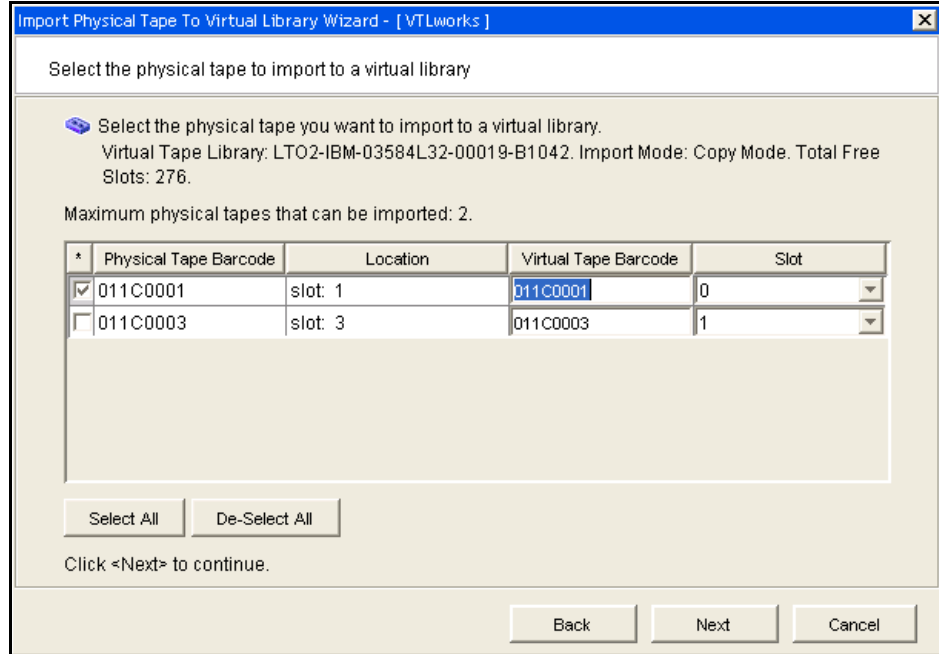 Import Physical Tape To Virtual Library Wizard - [ VTLworks ]
Select the physical tape to import to a virtual library
Select the physical tape you want to import to a virtual library.
Virtual Tape Library: LTO2-IBM-03584L32-00019-B1042. Import Mode: Copy Mode. Total Free
Slots: 276.
Maximum physical tapes that can be imported: 2.
* Physical Tape Barcode Location Virtual Tape Barcode Slot
011C0001 slot: 1 011C0001 0
011C0003 slot: 3 011C0003 1
Select All De-Select All
Click <Next> to continue.
Back Next Cancel